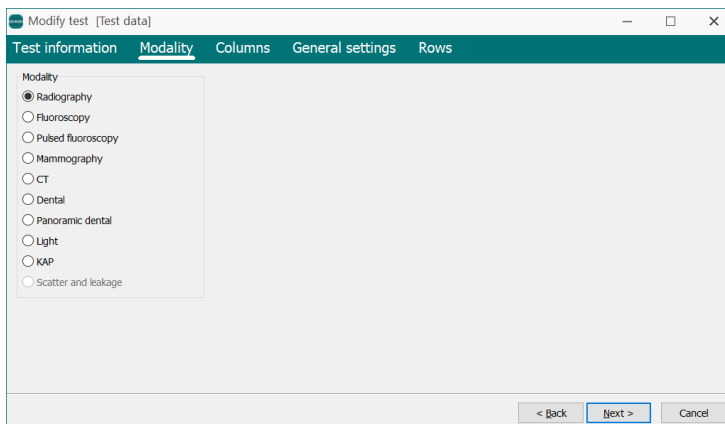 Modify test [Test data]
Test information Modality Columns General settings Rows
Modality
Radiography
Fluoroscopy
Pulsed fluoroscopy
Mammography
CT
Dental
Panoramic dental
Light
KAP
Scatter and leakage
< Back Next > Cancel